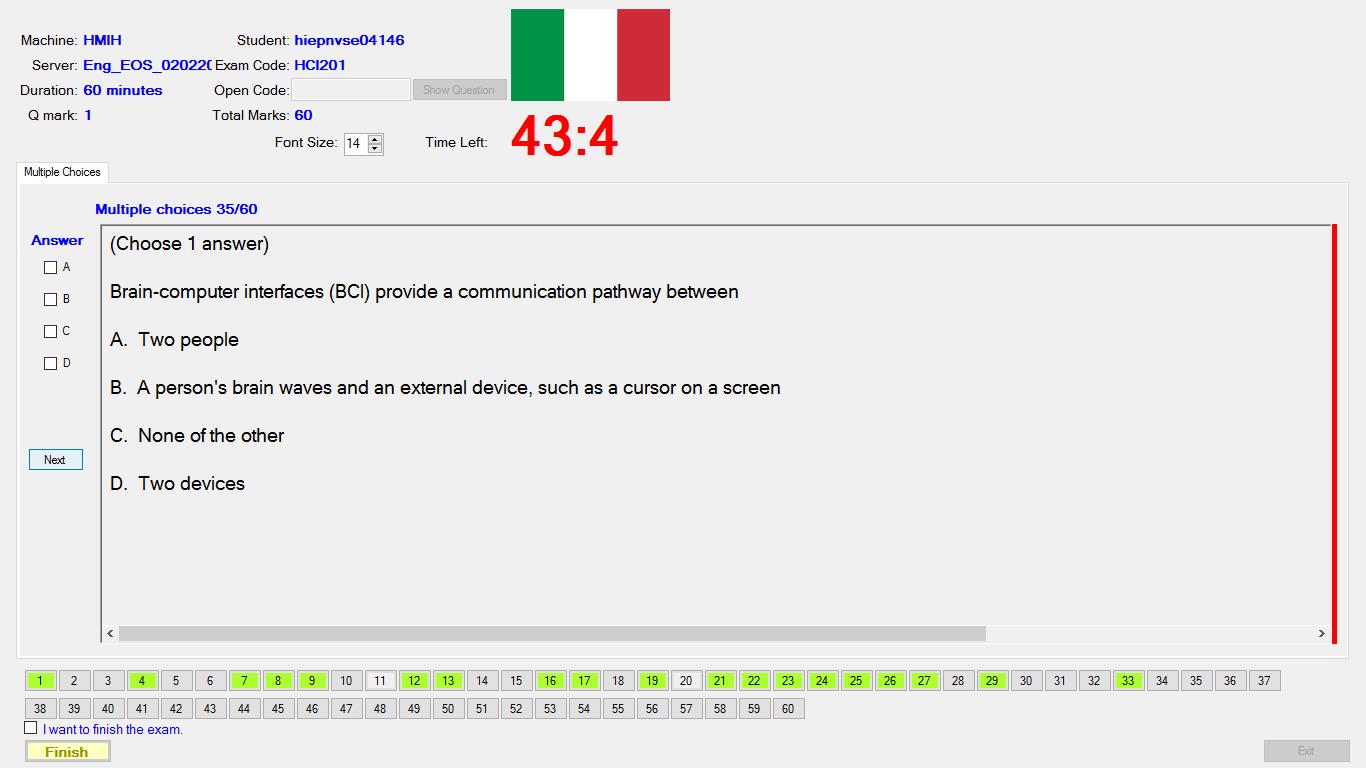 Machine: HMIH Student: hiepnvse04146
Server: Eng_EOS_020220 Exam Code: HCI201
Duration: 60 minutes Open Code: Show Question
Q mark: 1 Total Marks: 60
Font Size: 14 Time Left: 43:4
Multiple Choices
Multiple choices 35/60
Answer
A
B
C
D
Next
(Choose 1 answer)
Brain-computer interfaces (BCI) provide a communication pathway between
A. Two people
B. A person's brain waves and an external device, such as a cursor on a screen
C. None of the other
D. Two devices
1 2 3 4 5 6 7 8 9 10 11 12 13 14 15 16 17 18 19 20 21 22 23 24 25 26 27 28 29 30 31 32 33 34 35 36 37
38 39 40 41 42 43 44 45 46 47 48 49 50 51 52 53 54 55 56 57 58 59 60
I want to finish the exam.
Finish Exit